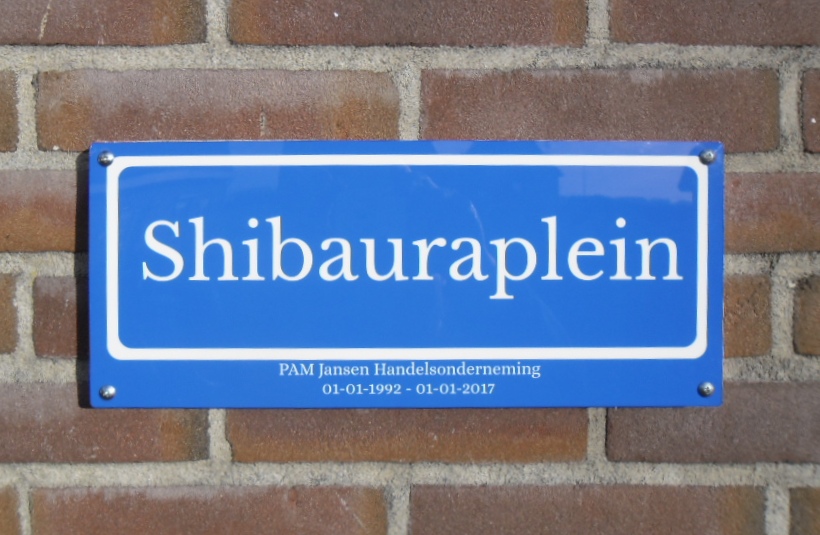 Shibauraplein
PAM Jansen Handelsonderneming
01-01-1992 - 01-01-2017